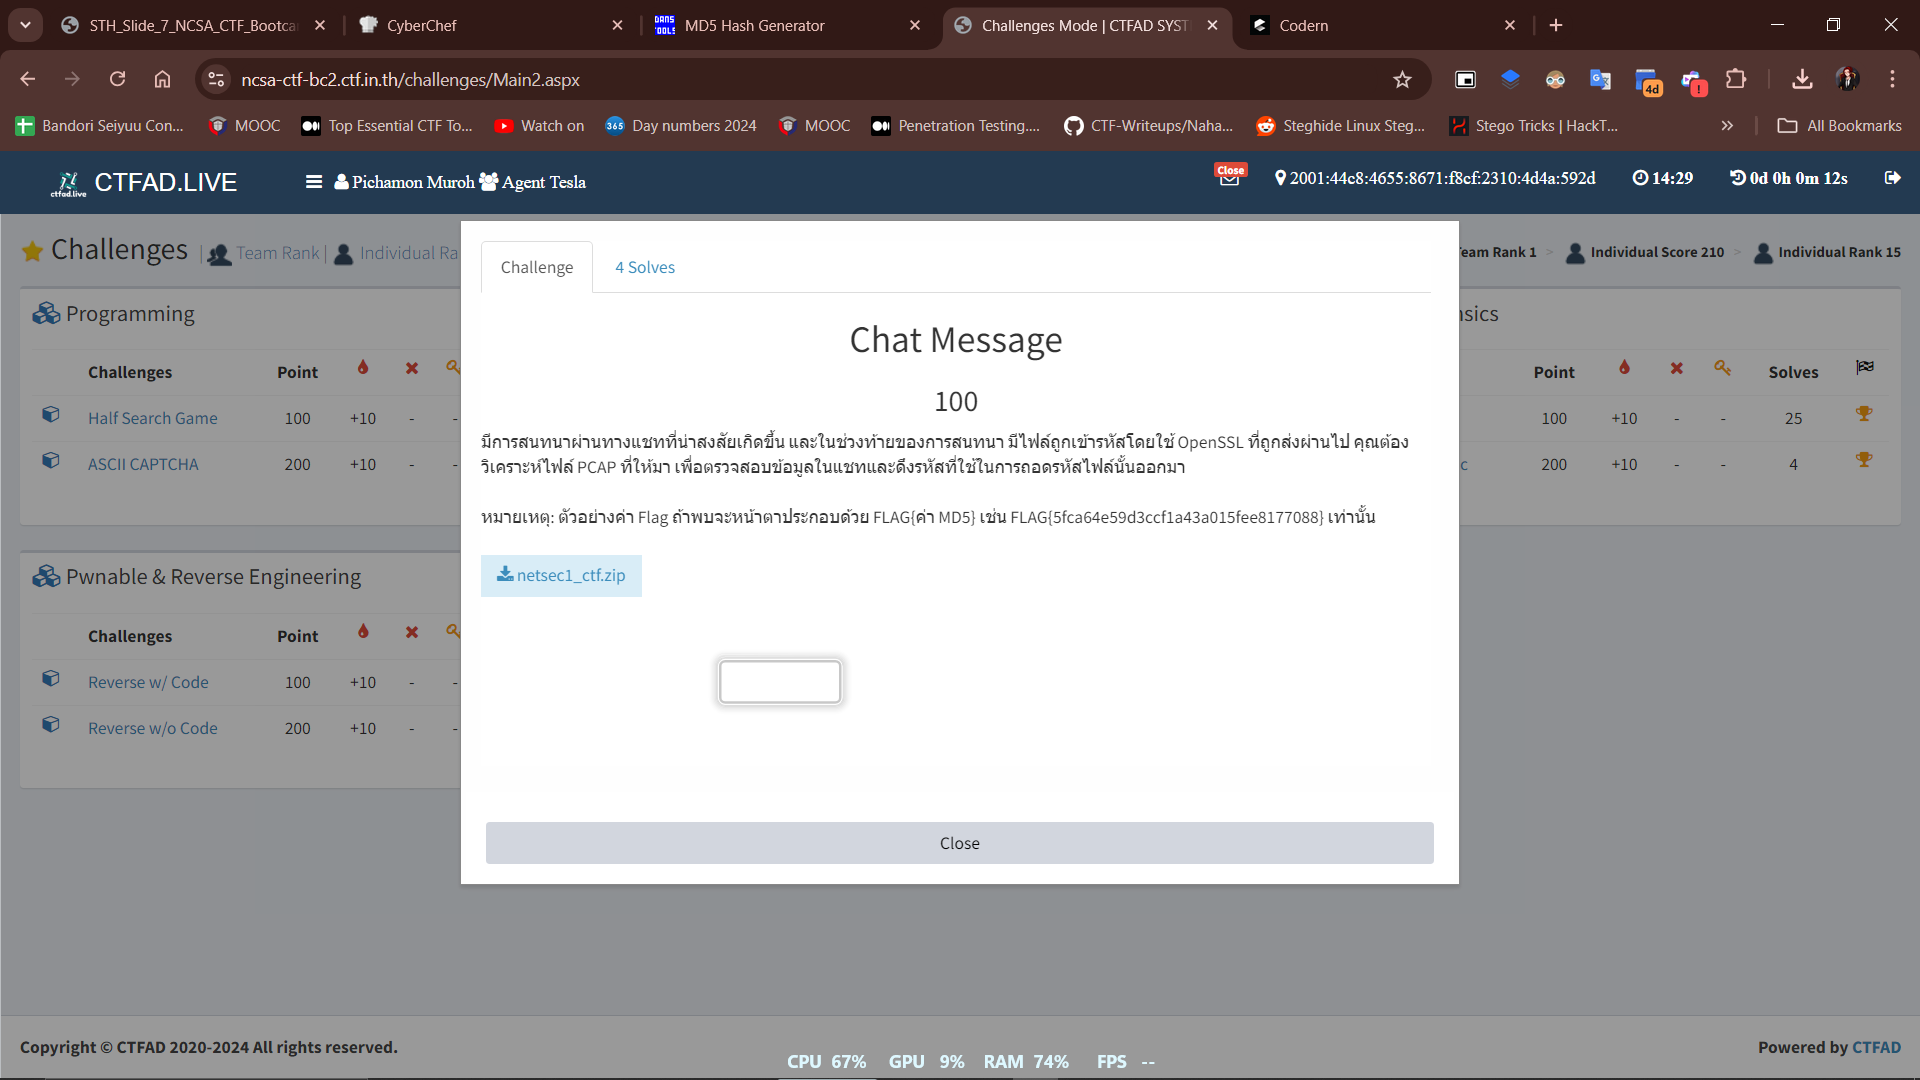 STH_Slide_7_NCSA_CTF_Bootca
CyberChef
DANS TOOLS
MD5 Hash Generator
Challenges Mode | CTFAD SYST
Codern
ncsa-ctf-bc2.ctf.in.th/challenges/Main2.aspx
4d
!
Bandori Seiyuu Con...
MOOC
Top Essential CTF To...
Watch on
365
Day numbers 2024
MOOC
Penetration Testing....
CTF-Writeups/Naha...
Steghide Linux Steg...
Stego Tricks | HackT...
All Bookmarks
ctfad.live
CTFAD.LIVE
Pichamon Muroh
Agent Tesla
Close
2001:44c8:4655:8671:f8cf:2310:4d4a:592d
14:29
0d 0h 0m 12s
Challenges
| Team Rank | Individual Ra
Team Rank 1 > Individual Score 210 > Individual Rank 15
Challenge
4 Solves
Chat Message
100
มีการสนทนาผ่านทางแชทที่น่าสงสัยเกิดขึ้น และในช่วงท้ายของการสนทนา มีไฟล์ถูกเข้ารหัสโดยใช้ OpenSSL ที่ถูกส่งผ่านไป คุณต้อง
วิเคราะห์ไฟล์ PCAP ที่ให้มา เพื่อตรวจสอบข้อมูลในแชทและดึงรหัสที่ใช้ในการถอดรหัสไฟล์นั้นออกมา
หมายเหตุ: ตัวอย่างค่า Flag ถ้าพบจะหน้าตาประกอบด้วย FLAG{ค่า MD5} เช่น FLAG{5fca64e59d3ccf1a43a015fee8177088} เท่านั้น
netsec1_ctf.zip
Close
Programming
Challenges Point
Half Search Game 100 +10 - -
ASCII CAPTCHA 200 +10 - -
Pwnable & Reverse Engineering
Challenges Point
Reverse w/ Code 100 +10 - -
Reverse w/o Code 200 +10 - -
nsics
Point Solves
100 +10 - - 25
c 200 +10 - - 4
Copyright © CTFAD 2020-2024 All rights reserved.
Powered by CTFAD
CPU 67% GPU 9% RAM 74% FPS --